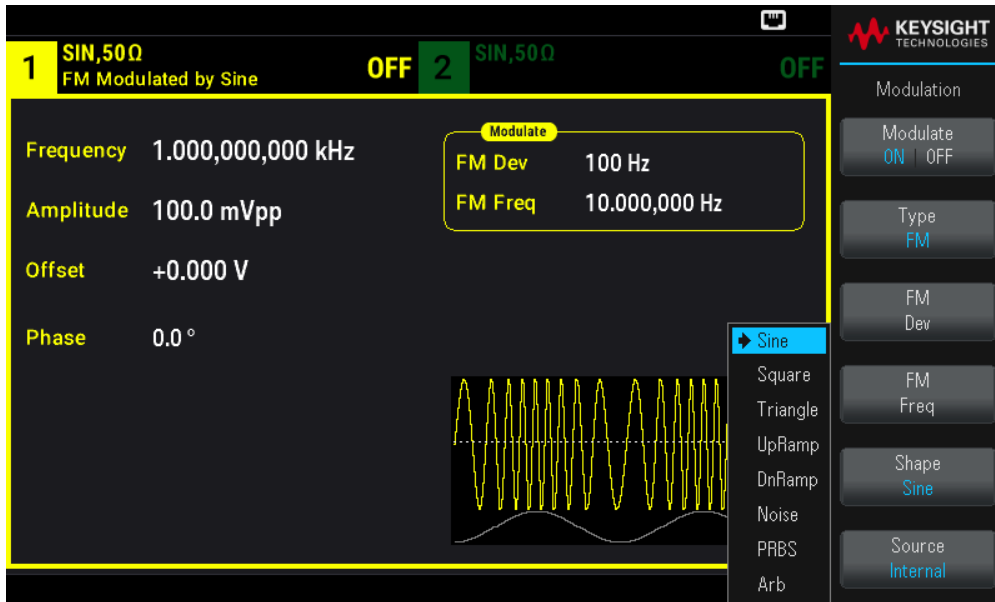 KEYSIGHT
TECHNOLOGIES
1
SIN,50Ω
FM Modulated by Sine
OFF
2
SIN,50Ω
OFF
Modulation
Frequency 1.000,000,000 kHz
Amplitude 100.0 mVpp
Offset +0.000 V
Phase 0.0 °
Modulate
FM Dev 100 Hz
FM Freq 10.000,000 Hz
Sine
Square
Triangle
UpRamp
DnRamp
Noise
PRBS
Arb
Modulate
ON | OFF
Type
FM
FM
Dev
FM
Freq
Shape
Sine
Source
Internal